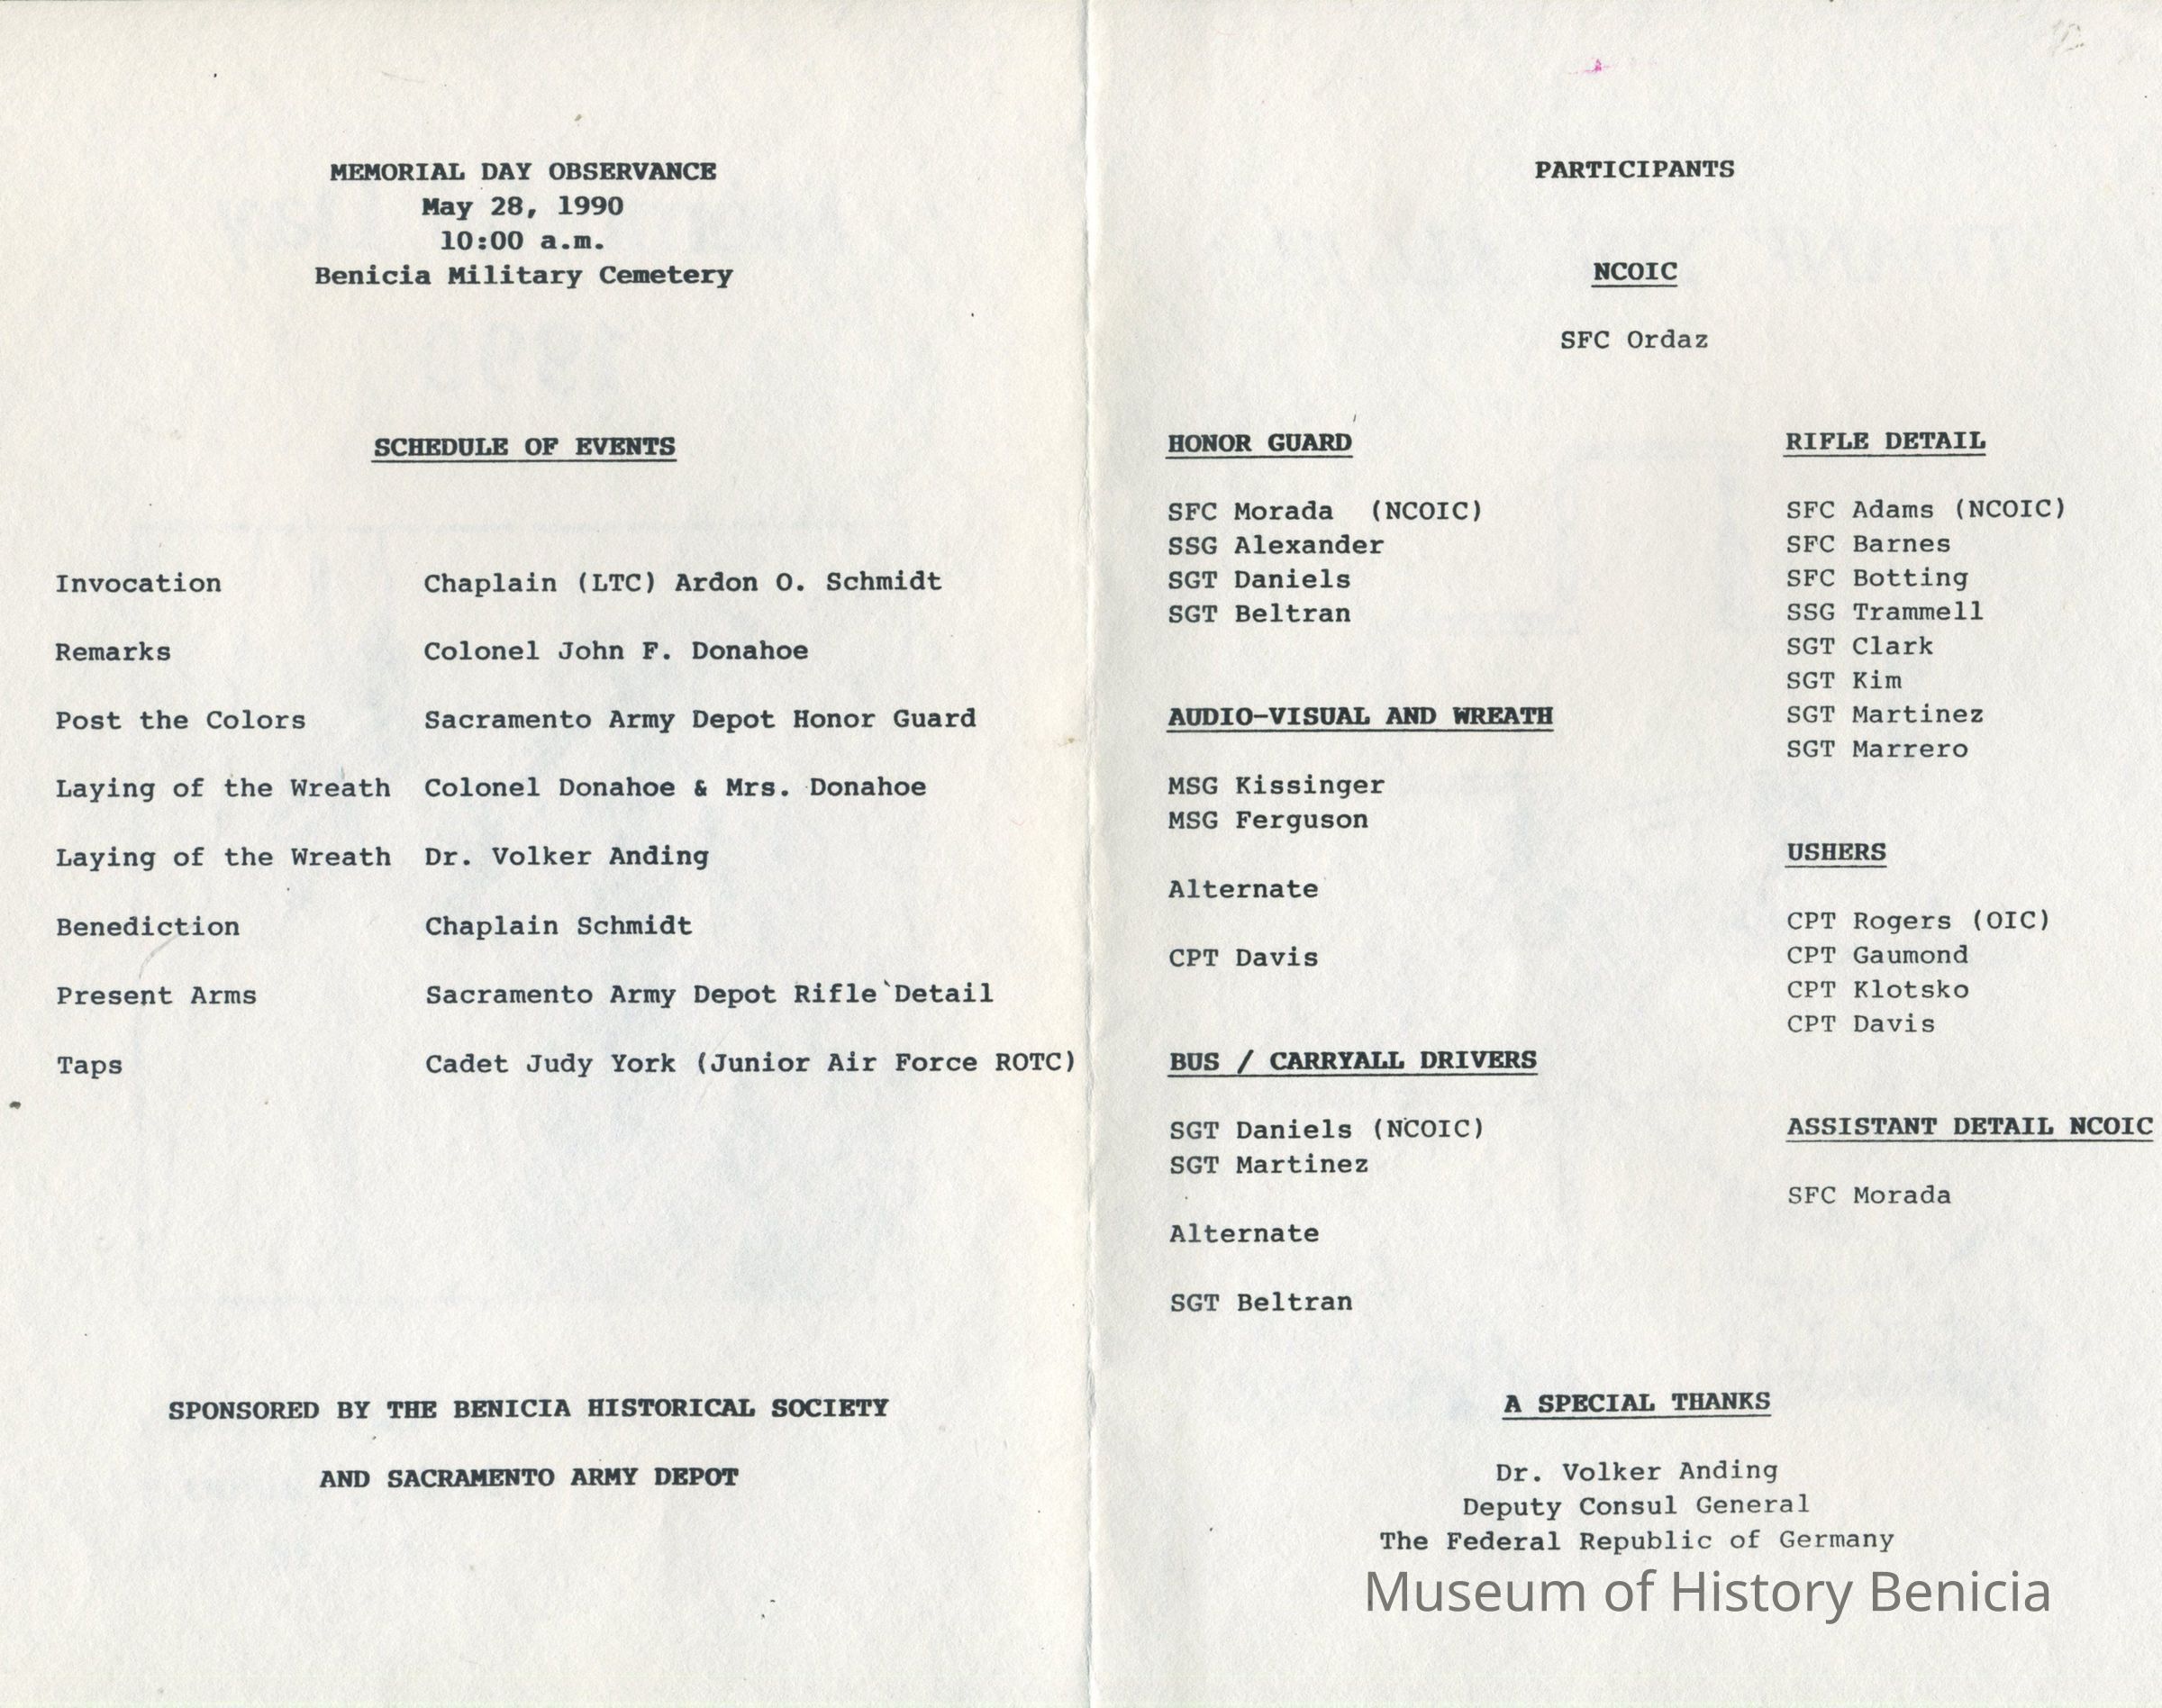 MEMORIAL DAY OBSERVANCE
May 28, 1990
10:00 a.m.
Benicia Military Cemetery
SCHEDULE OF EVENTS
Invocation Chaplain (LTC) Ardon O. Schmidt
Remarks Colonel John F. Donahoe
Post the Colors Sacramento Army Depot Honor Guard
Laying of the Wreath Colonel Donahoe & Mrs. Donahoe
Laying of the Wreath Dr. Volker Anding
Benediction Chaplain Schmidt
Present Arms Sacramento Army Depot Rifle Detail
Taps Cadet Judy York (Junior Air Force ROTC)
SPONSORED BY THE BENICIA HISTORICAL SOCIETY
AND SACRAMENTO ARMY DEPOT
PARTICIPANTS
NCOIC
SFC Ordaz
HONOR GUARD
SFC Morada (NCOIC)
SSG Alexander
SGT Daniels
SGT Beltran
AUDIO-VISUAL AND WREATH
MSG Kissinger
MSG Ferguson
Alternate
CPT Davis
BUS / CARRYALL DRIVERS
SGT Daniels (NCOIC)
SGT Martinez
Alternate
SGT Beltran
RIFLE DETAIL
SFC Adams (NCOIC)
SFC Barnes
SFC Botting
SSG Trammell
SGT Clark
SGT Kim
SGT Martinez
SGT Marrero
USHERS
CPT Rogers (OIC)
CPT Gaumond
CPT Klotsko
CPT Davis
ASSISTANT DETAIL NCOIC
SFC Morada
A SPECIAL THANKS
Dr. Volker Anding
Deputy Consul General
The Federal Republic of Germany
Museum of History Benicia